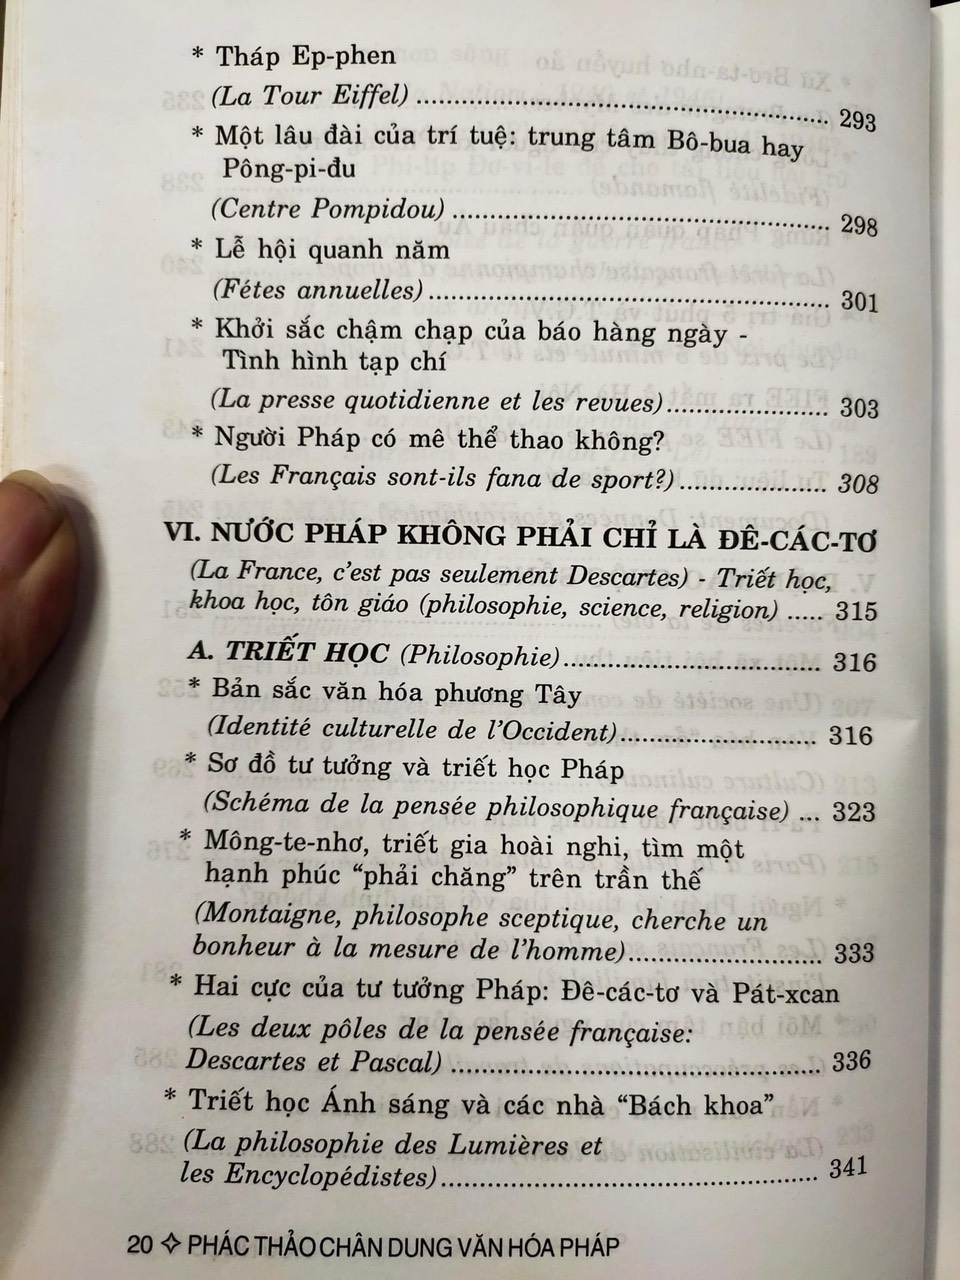 * Tháp Ep-phen
(La Tour Eiffel) ................................................ 293
* Một lâu đài của trí tuệ: trung tâm Bô-bua hay
Pông-pi-đu
(Centre Pompidou) ............................................ 298
* Lễ hội quanh năm
(Fétes annuelles) ............................................... 301
* Khởi sắc chậm chạp của báo hàng ngày -
Tình hình tạp chí
(La presse quotidienne et les revues)...................... 303
* Người Pháp có mê thể thao không?
(Les Français sont-ils fana de sport?).................... 308
VI. NƯỚC PHÁP KHÔNG PHẢI CHỈ LÀ ĐÊ-CÁC-TƠ
(La France, c'est pas seulement Descartes) - Triết học,
khoa học, tôn giáo (philosophie, science, religion) ..... 315
A. TRIẾT HỌC (Philosophie)................................... 316
* Bản sắc văn hóa phương Tây
(Identité culturelle de l'Occident)........................... 316
* Sơ đồ tư tưởng và triết học Pháp
(Schéma de la pensée philosophique française) ... 323
* Mông-te-nhơ, triết gia hoài nghi, tìm một
hạnh phúc “phải chăng” trên trần thế
(Montaigne, philosophe sceptique, cherche un
bonheur à la mesure de l'homme)......................... 333
* Hai cực của tư tưởng Pháp: Đê-các-tơ và Pát-xcan
(Les deux pôles de la pensée française:
Descartes et Pascal) ................................................ 336
* Triết học Ánh sáng và các nhà “Bách khoa”
(La philosophie des Lumières et
les Encyclopédistes)................................................ 341
20 ✧ PHÁC THẢO CHÂN DUNG VĂN HÓA PHÁP